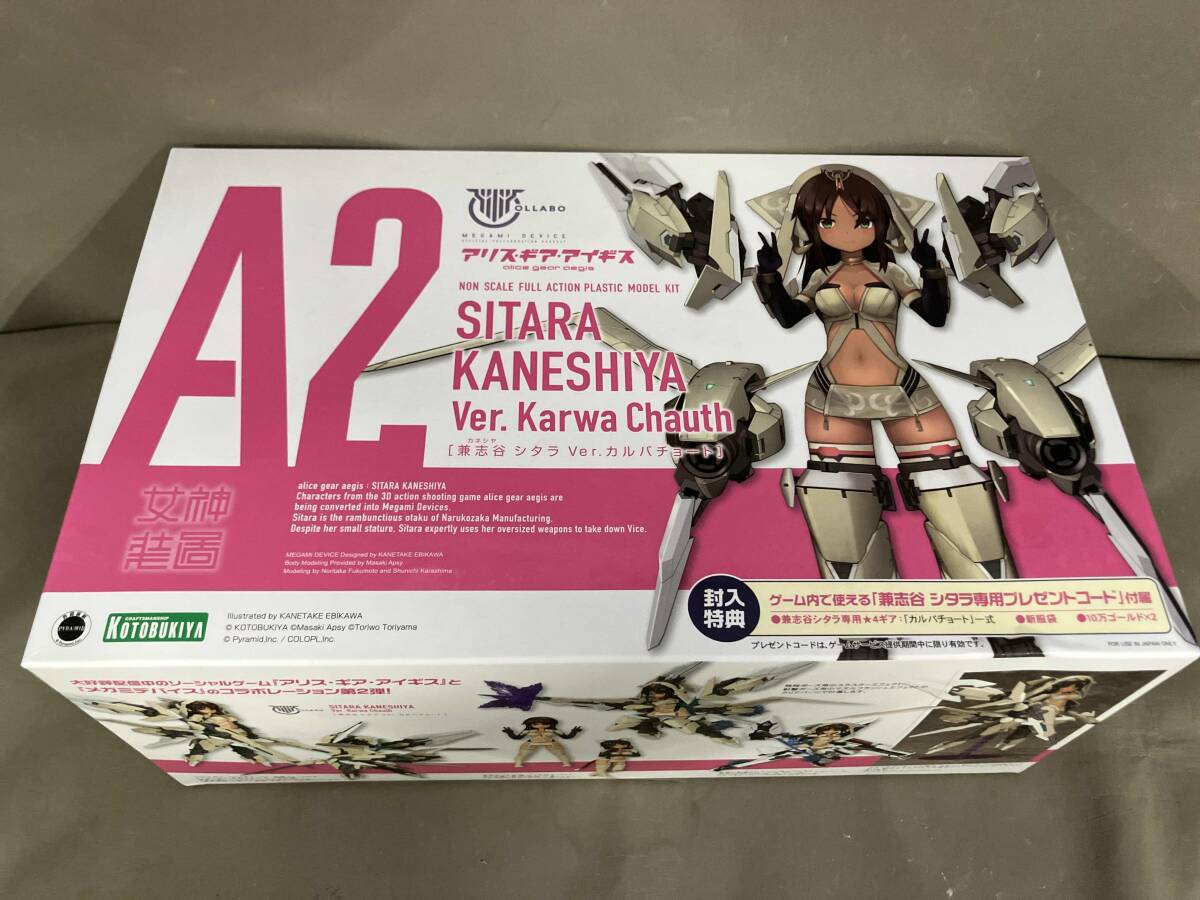 A2
COLLABO
MEGAMI DEVICE
OFFICIAL COLLABORATION PRODUCT
アリス・ギア・アイギス
alice gear aegis
NON SCALE FULL ACTION PLASTIC MODEL KIT
SITARA
KANESHIYA
Ver. Karwa Chauth
カネシヤ
[兼志谷 シタラ Ver.カルバチョート]
女神
装置
alice gear aegis : SITARA KANESHIYA
Characters from the 3D action shooting game alice gear aegis are
being converted into Megami Devices.
Sitara is the rambunctious otaku of Narukozaka Manufacturing.
Despite her small stature, Sitara expertly uses her oversized weapons to take down Vice.
MEGAMI DEVICE Designed by KANETAKE EBIKAWA
Body Modeling Provided by Masaki Apsy
Modeling by Noritaka Fukumoto and Shunichi Karashima
CRAFTSMANSHIP
KOTOBUKIYA
Illustrated by KANETAKE EBIKAWA
© KOTOBUKIYA ©Masaki Apsy ©Toriwo Toriyama
© Pyramid,Inc. / COLOPL,Inc.
封入
特典
ゲーム内で使える「兼志谷 シタラ専用プレゼントコード」付属
●兼志谷シタラ専用★4ギア:「カルバチョート」一式 ●新服袋 ●10万ゴールド×2
プレゼントコードは、ゲームサービス提供期間中に限り有効です。
FOR USE IN JAPAN ONLY
大好評配信中のソーシャルゲーム『アリス・ギア・アイギス』と
『メガミデバイス』のコラボレーション第2弾!
COLLABO
SITARA KANESHIYA
Ver. Karwa Chauth